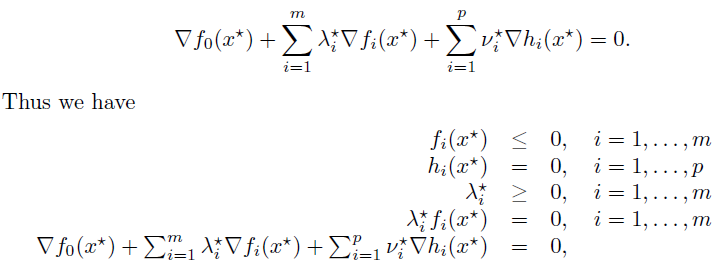 ∇f₀(x⋆) + ∑ᵢ₌₁ᵐ λᵢ⋆∇fᵢ(x⋆) + ∑ᵢ₌₁ᵖ νᵢ⋆∇hᵢ(x⋆) = 0.
Thus we have
fᵢ(x⋆) ≤ 0, i = 1, . . . , m
hᵢ(x⋆) = 0, i = 1, . . . , p
λᵢ⋆ ≥ 0, i = 1, . . . , m
λᵢ⋆fᵢ(x⋆) = 0, i = 1, . . . , m
∇f₀(x⋆) + ∑ᵢ₌₁ᵐ λᵢ⋆∇fᵢ(x⋆) + ∑ᵢ₌₁ᵖ νᵢ⋆∇hᵢ(x⋆) = 0,